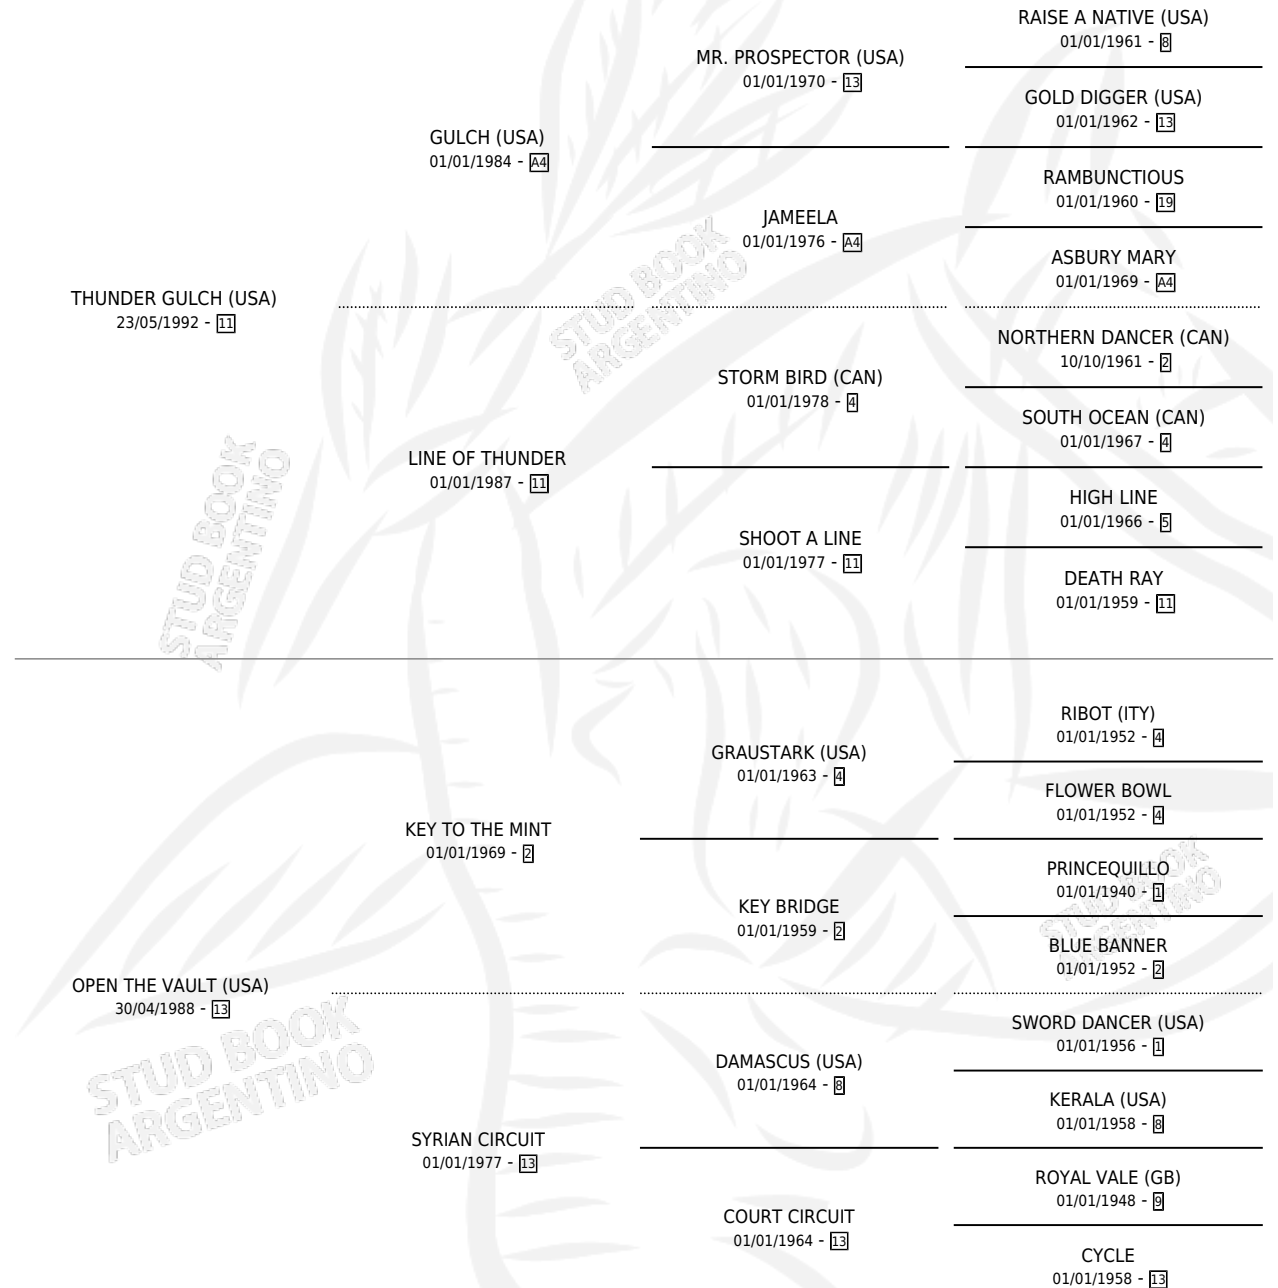 RAISE A NATIVE (USA)
01/01/1961 - 8
MR. PROSPECTOR (USA)
01/01/1970 - 13
GOLD DIGGER (USA)
01/01/1962 - 13
GULCH (USA)
01/01/1984 - A4
RAMBUNCTIOUS
01/01/1960 - 19
JAMEELA
01/01/1976 - A4
ASBURY MARY
01/01/1969 - A4
THUNDER GULCH (USA)
23/05/1992 - 11
NORTHERN DANCER (CAN)
10/10/1961 - 2
STORM BIRD (CAN)
01/01/1978 - 4
SOUTH OCEAN (CAN)
01/01/1967 - 4
LINE OF THUNDER
01/01/1987 - 11
HIGH LINE
01/01/1966 - 5
SHOOT A LINE
01/01/1977 - 11
DEATH RAY
01/01/1959 - 11
RIBOT (ITY)
01/01/1952 - 4
GRAUSTARK (USA)
01/01/1963 - 4
FLOWER BOWL
01/01/1952 - 4
KEY TO THE MINT
01/01/1969 - 2
PRINCEQUILLO
01/01/1940 - 1
KEY BRIDGE
01/01/1959 - 2
BLUE BANNER
01/01/1952 - 2
OPEN THE VAULT (USA)
30/04/1988 - 13
SWORD DANCER (USA)
01/01/1956 - 1
DAMASCUS (USA)
01/01/1964 - 8
KERALA (USA)
01/01/1958 - 8
SYRIAN CIRCUIT
01/01/1977 - 13
ROYAL VALE (GB)
01/01/1948 - 9
COURT CIRCUIT
01/01/1964 - 13
CYCLE
01/01/1958 - 13
STUD BOOK
ARGENTINO
STUD BOOK
ARGENTINO
STUD BOOK
ARGENTINO
STUD BOOK
ARGENTINO